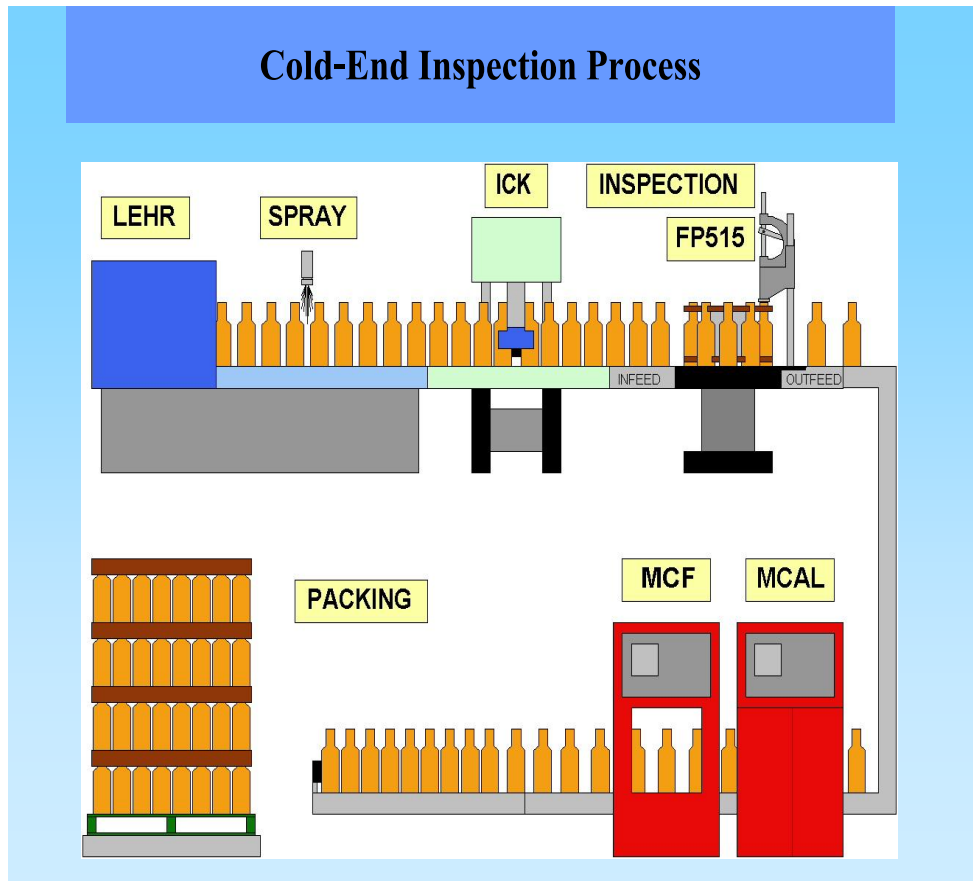 Cold-End Inspection Process
LEHR
SPRAY
ICK
INSPECTION
FP515
INFEED
OUTFEED
PACKING
MCF
MCAL